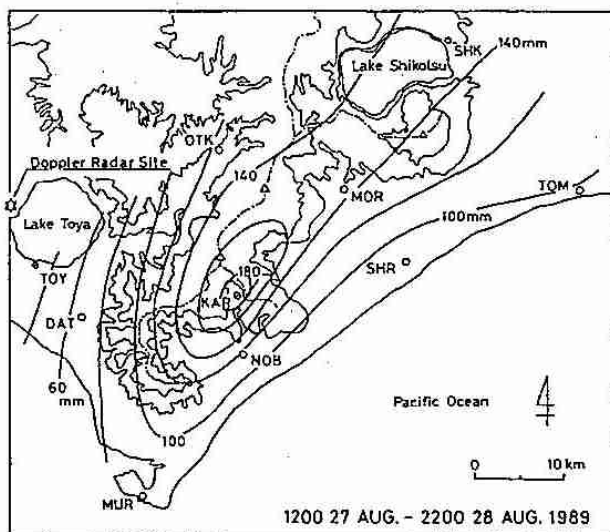 SHK
140mm
Lake Shikotsu
OTK
Doppler Radar Site
140
MOR
TOM
Lake Toya
100mm
180
SHR
TOY
KAR
DAT
NOB
60
mm
Pacific Ocean
100
0 10 km
MUR
1200 27 AUG. - 2200 28 AUG. 1989